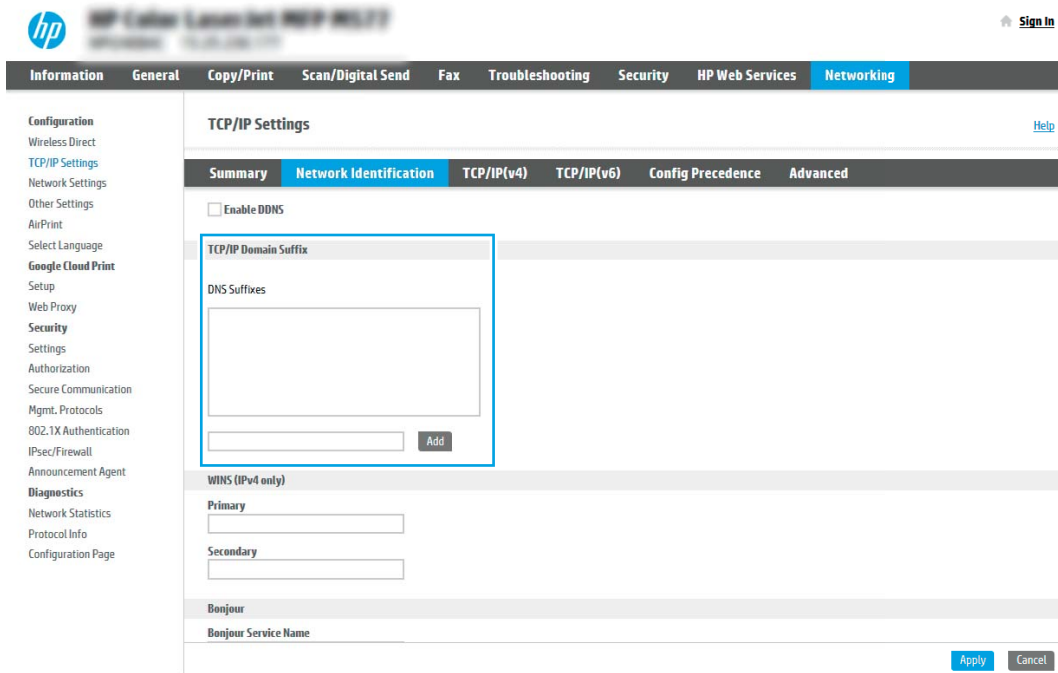 hp
Sign In
Information General Copy/Print Scan/Digital Send Fax Troubleshooting Security HP Web Services Networking
Configuration
Wireless Direct
TCP/IP Settings
Network Settings
Other Settings
AirPrint
Select Language
Google Cloud Print
Setup
Web Proxy
Security
Settings
Authorization
Secure Communication
Mgmt. Protocols
802.1X Authentication
IPsec/Firewall
Announcement Agent
Diagnostics
Network Statistics
Protocol Info
Configuration Page
TCP/IP Settings
Help
Summary Network Identification TCP/IP(v4) TCP/IP(v6) Config Precedence Advanced
Enable DDNS
TCP/IP Domain Suffix
DNS Suffixes
Add
WINS (IPv4 only)
Primary
Secondary
Bonjour
Bonjour Service Name
Apply Cancel